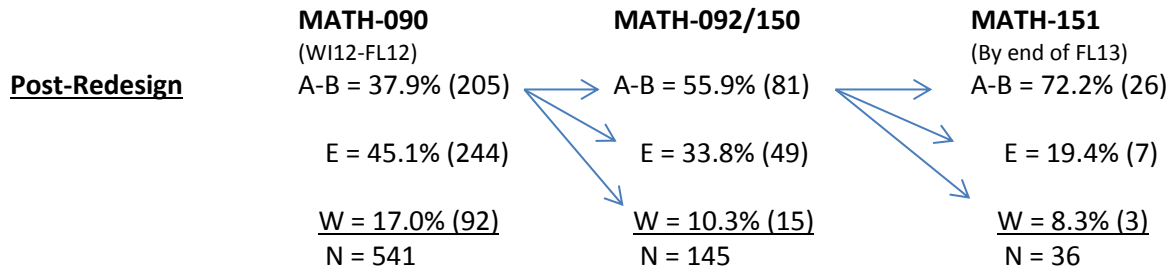 MATH-090 MATH-092/150 MATH-151
(WI12-FL12) (By end of FL13)
Post-Redesign A-B = 37.9% (205) A-B = 55.9% (81) A-B = 72.2% (26)
E = 45.1% (244) E = 33.8% (49) E = 19.4% (7)
W = 17.0% (92) W = 10.3% (15) W = 8.3% (3)
N = 541 N = 145 N = 36